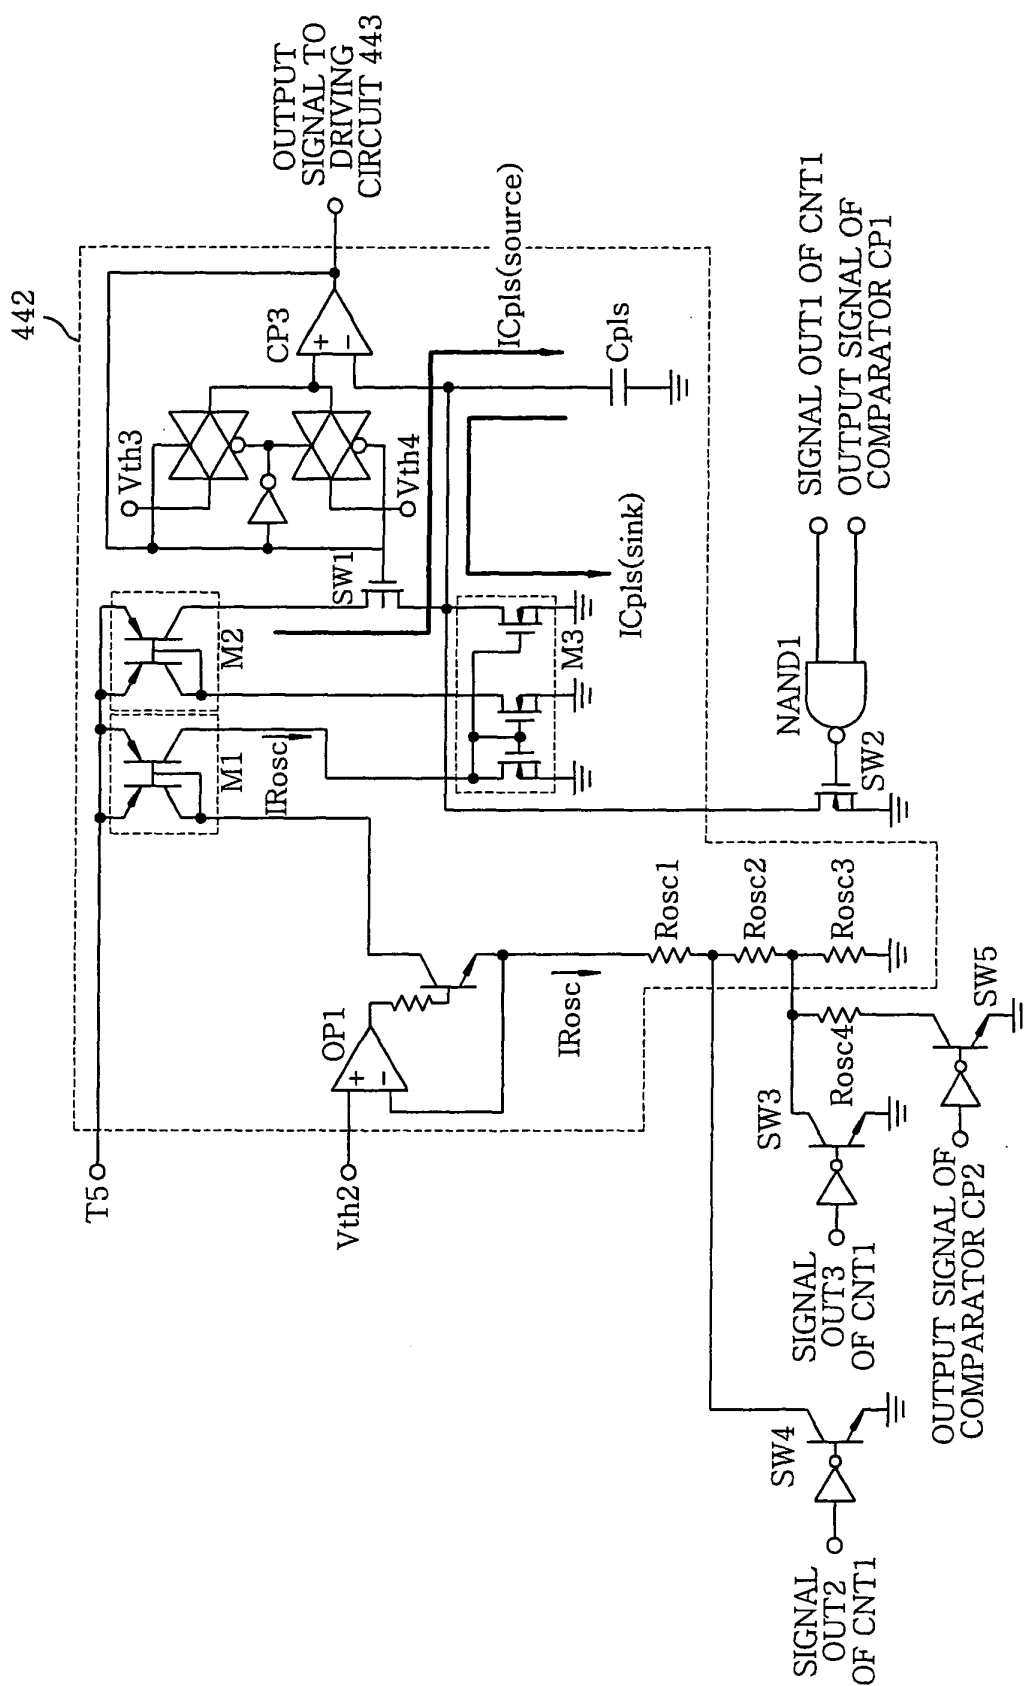 442
T5
Vth2
OP1
M1
IRosc
M2
SW1
Vth3
Vth4
CP3
OUTPUT
SIGNAL TO
DRIVING
CIRCUIT 443
ICpls(source)
ICpls(sink)
Cpls
M3
IRosc
Rosc1
Rosc2
Rosc3
Rosc4
NAND1
SW2
SIGNAL OUT1 OF CNT1
OUTPUT SIGNAL OF
COMPARATOR CP1
SW3
SIGNAL
OUT3
OF CNT1
SW4
SIGNAL
OUT2
OF CNT1
SW5
OUTPUT SIGNAL OF
COMPARATOR CP2
+
−
+
−